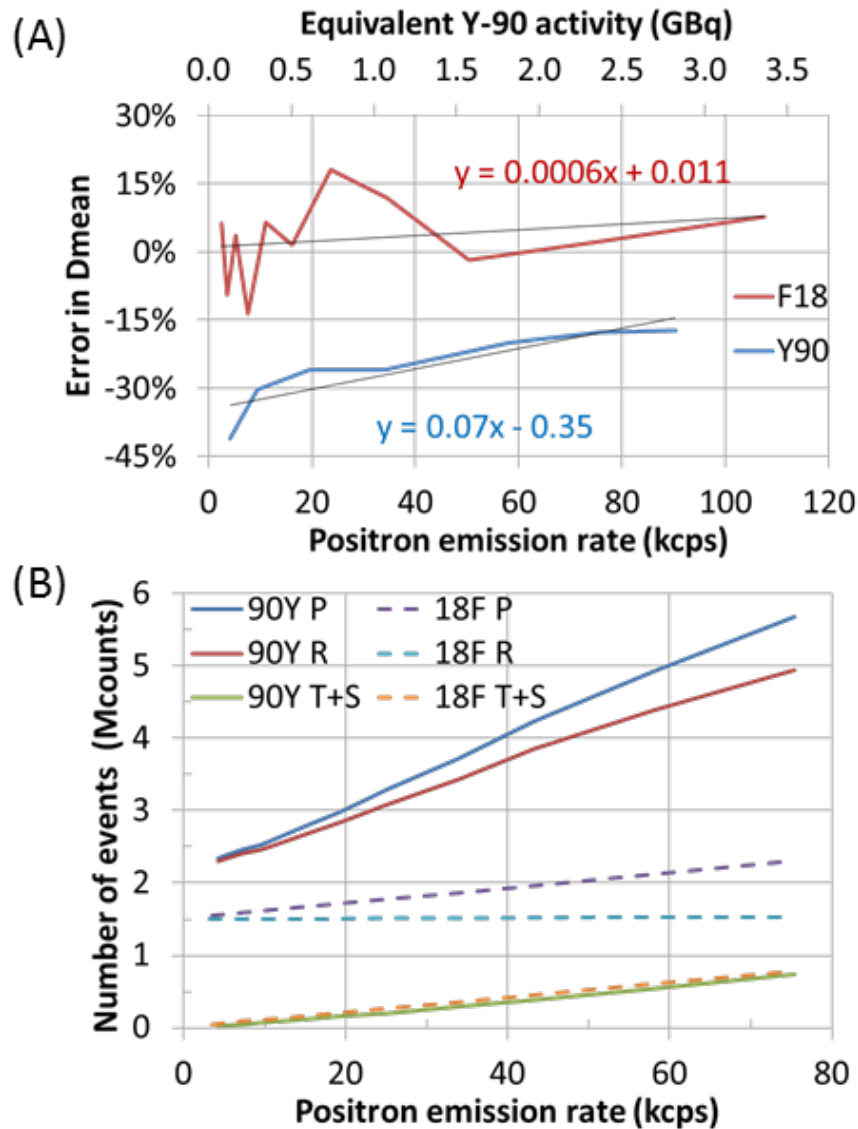 (A)
Equivalent Y-90 activity (GBq)
0.0 0.5 1.0 1.5 2.0 2.5 3.0 3.5
30%
15%
0%
-15%
-30%
-45%
Error in Dmean
y = 0.0006x + 0.011
F18
Y90
y = 0.07x - 0.35
0 20 40 60 80 100 120
Positron emission rate (kcps)
(B)
6
5
4
3
2
1
0
Number of events (Mcounts)
90Y P 18F P
90Y R 18F R
90Y T+S 18F T+S
0 20 40 60 80
Positron emission rate (kcps)